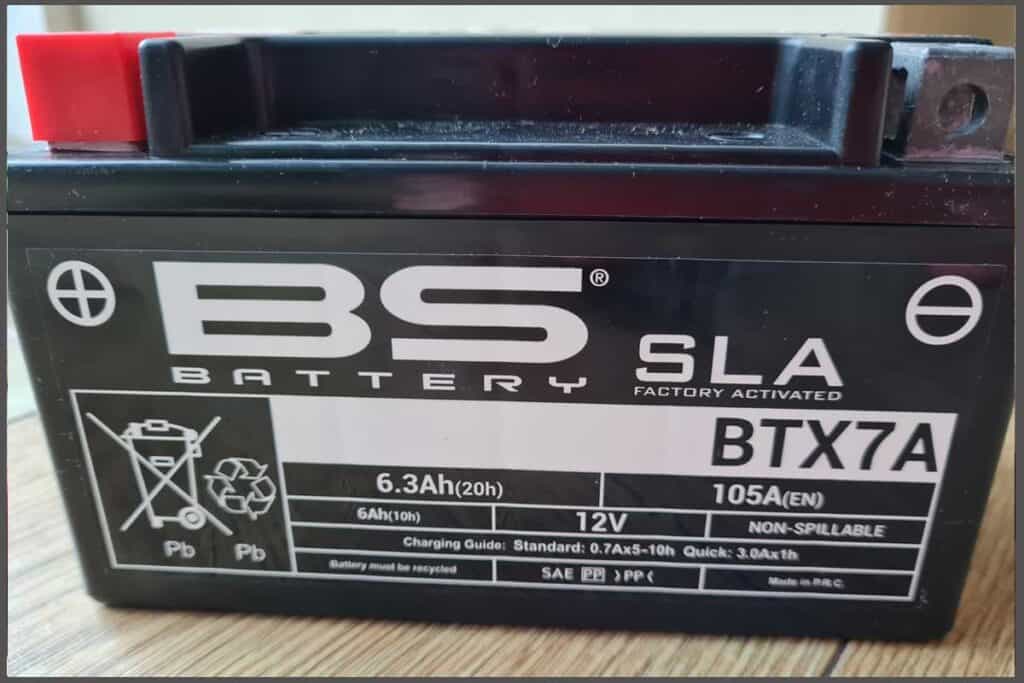 BS®
BATTERY
SLA
FACTORY ACTIVATED
BTX7A
6.3Ah(20h) 105A(EN)
6Ah(10h) 12V NON-SPILLABLE
Charging Guide: Standard: 0.7Ax5-10h Quick: 3.0Ax1h
Battery must be recycled SAE PP )PP( Made in P.R.C.
Pb Pb